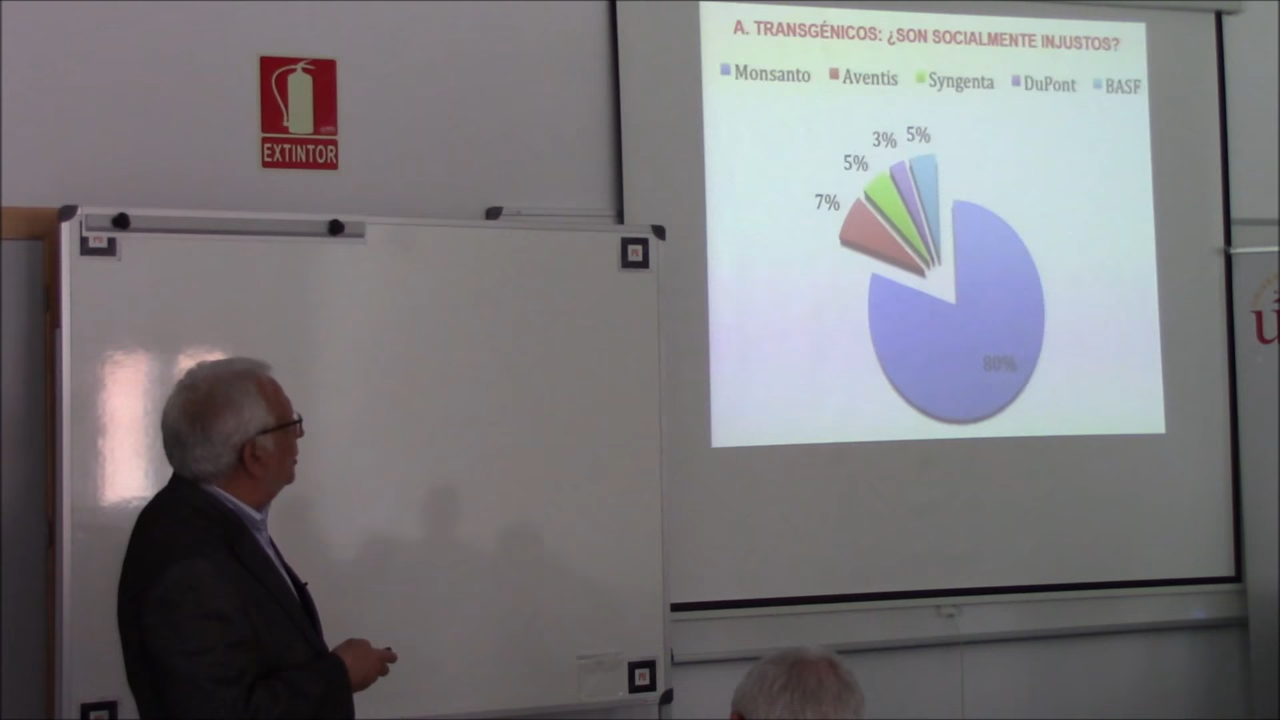 EXTINTOR
A. TRANSGÉNICOS: ¿SON SOCIALMENTE INJUSTOS?
Monsanto Aventis Syngenta DuPont BASF
3% 5%
5%
7%
80%